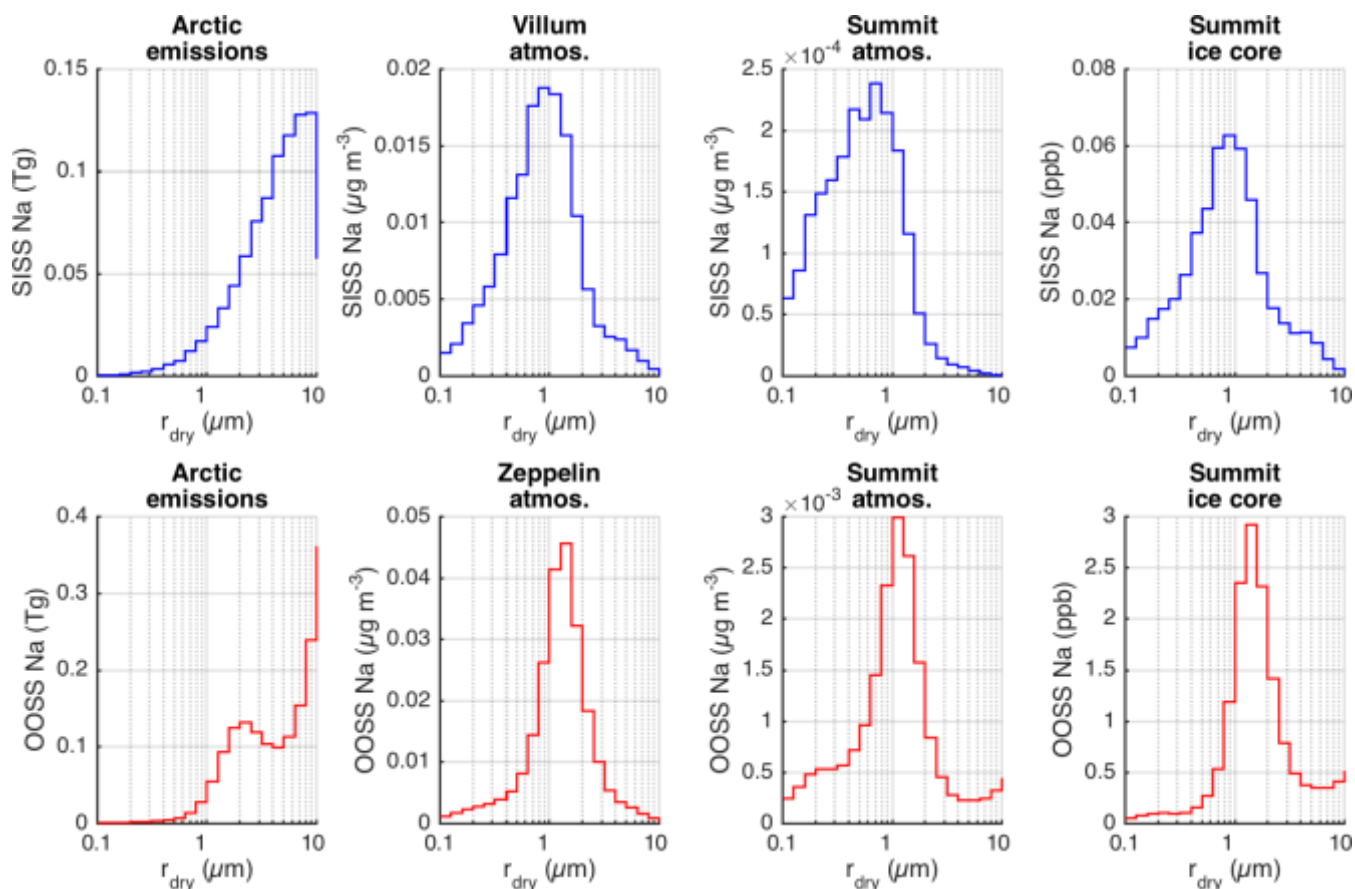 Arctic
emissions
SISS Na (Tg)
0.15
0.1
0.05
0
0.1
1
10
r_dry (µm)
Villum
atmos.
SISS Na (µg m⁻³)
0.02
0.015
0.01
0.005
0
0.1
1
10
r_dry (µm)
Summit
atmos.
×10⁻⁴
SISS Na (µg m⁻³)
2.5
2
1.5
1
0.5
0
0.1
1
10
r_dry (µm)
Summit
ice core
SISS Na (ppb)
0.08
0.06
0.04
0.02
0
0.1
1
10
r_dry (µm)
Arctic
emissions
OOSS Na (Tg)
0.4
0.3
0.2
0.1
0
0.1
1
10
r_dry (µm)
Zeppelin
atmos.
OOSS Na (µg m⁻³)
0.05
0.04
0.03
0.02
0.01
0
0.1
1
10
r_dry (µm)
Summit
atmos.
×10⁻³
OOSS Na (µg m⁻³)
3
2.5
2
1.5
1
0.5
0
0.1
1
10
r_dry (µm)
Summit
ice core
OOSS Na (ppb)
3
2.5
2
1.5
1
0.5
0
0.1
1
10
r_dry (µm)